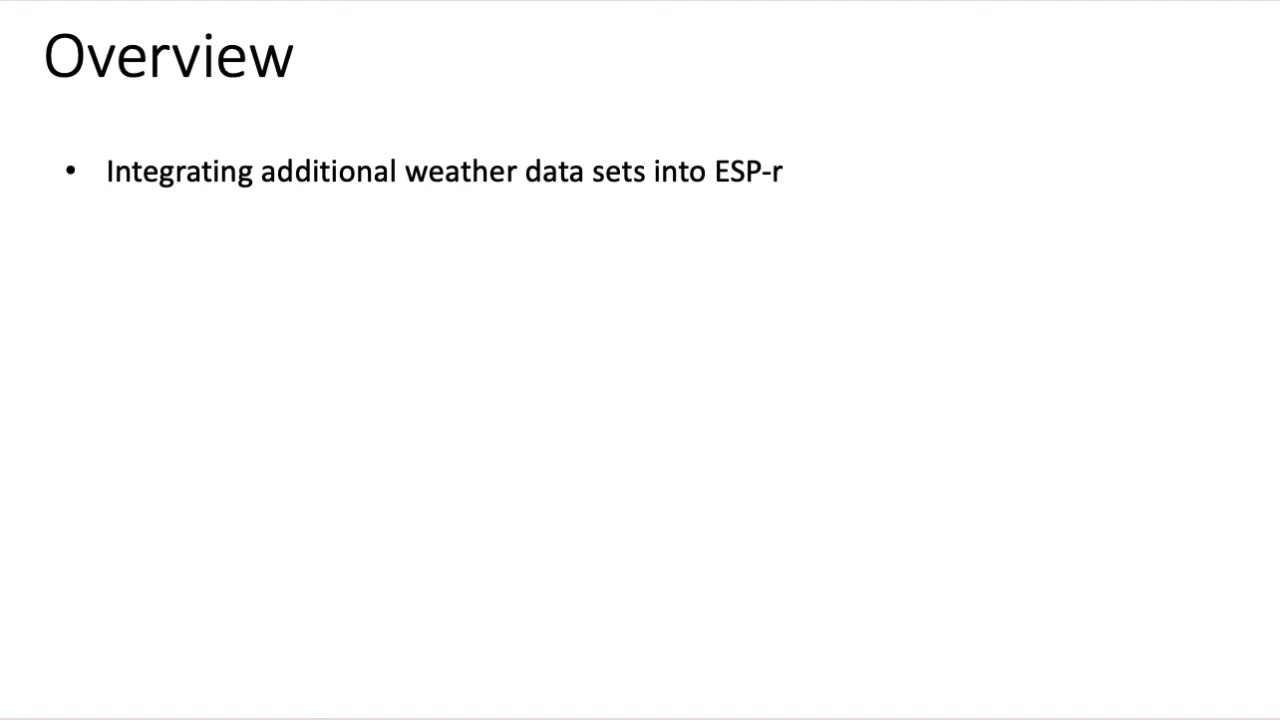 Overview
• Integrating additional weather data sets into ESP-r